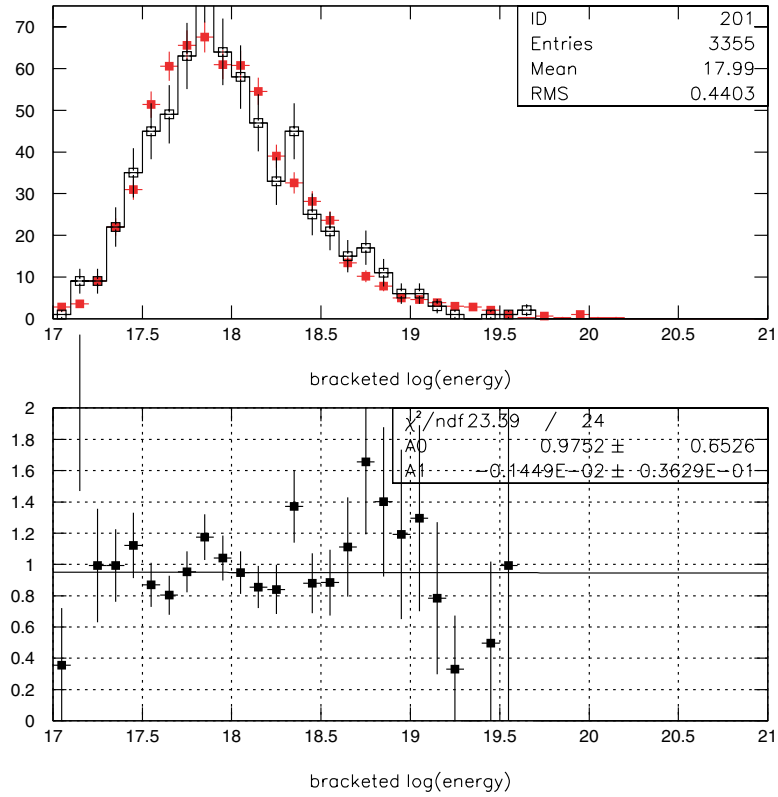 ID 201
Entries 3355
Mean 17.99
RMS 0.4403
70
60
50
40
30
20
10
0
17 17.5 18 18.5 19 19.5 20 20.5 21
bracketed log(energy)
χ²/ndf 23.39 / 24
A0 0.9752 ± 0.6526
A1 -0.1449E-02 ± 0.3629E-01
2
1.8
1.6
1.4
1.2
1
0.8
0.6
0.4
0.2
0
17 17.5 18 18.5 19 19.5 20 20.5 21
bracketed log(energy)